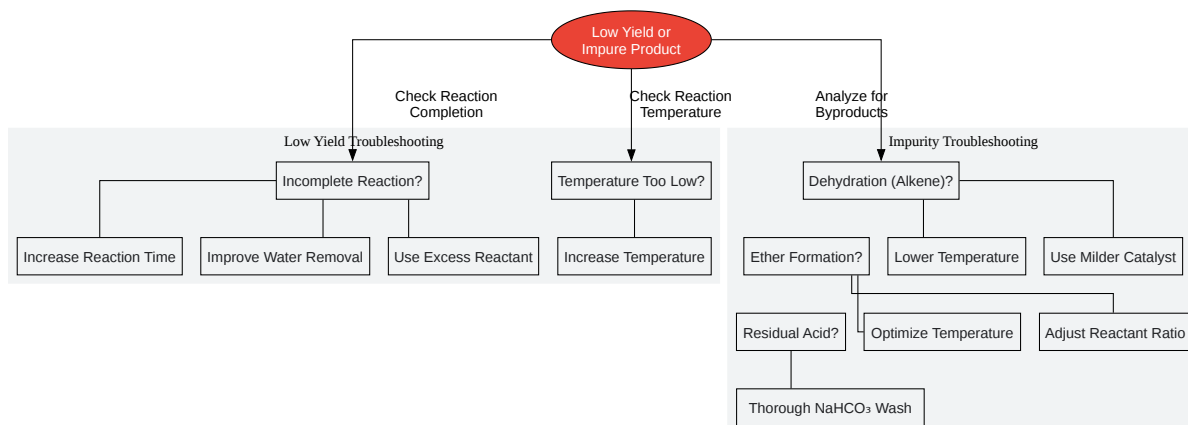 Low Yield or
Impure Product
Check Reaction
Completion
Check Reaction
Temperature
Analyze for
Byproducts
Low Yield Troubleshooting
Impurity Troubleshooting
Incomplete Reaction?
Temperature Too Low?
Dehydration (Alkene)?
Increase Reaction Time
Improve Water Removal
Use Excess Reactant
Increase Temperature
Ether Formation?
Lower Temperature
Use Milder Catalyst
Residual Acid?
Optimize Temperature
Adjust Reactant Ratio
Thorough NaHCO₃ Wash